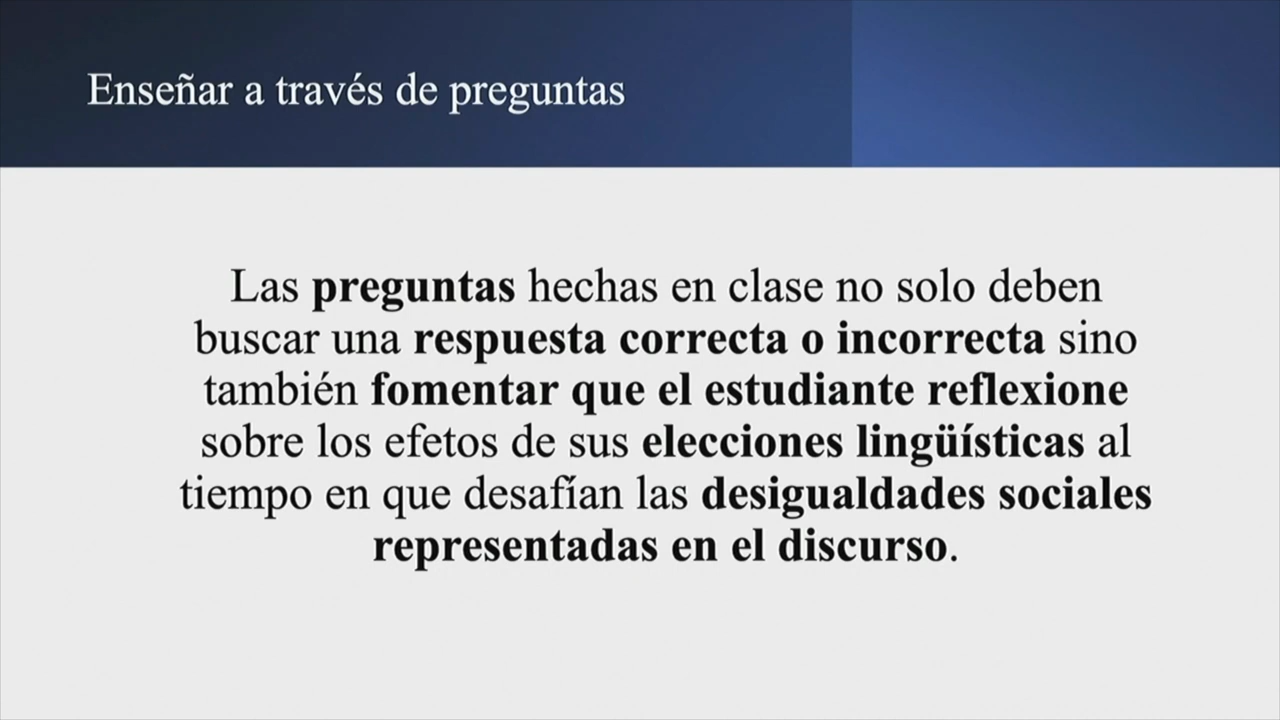 Enseñar a través de preguntas
Las preguntas hechas en clase no solo deben
buscar una respuesta correcta o incorrecta sino
también fomentar que el estudiante reflexione
sobre los efetos de sus elecciones lingüísticas al
tiempo en que desafían las desigualdades sociales
representadas en el discurso.